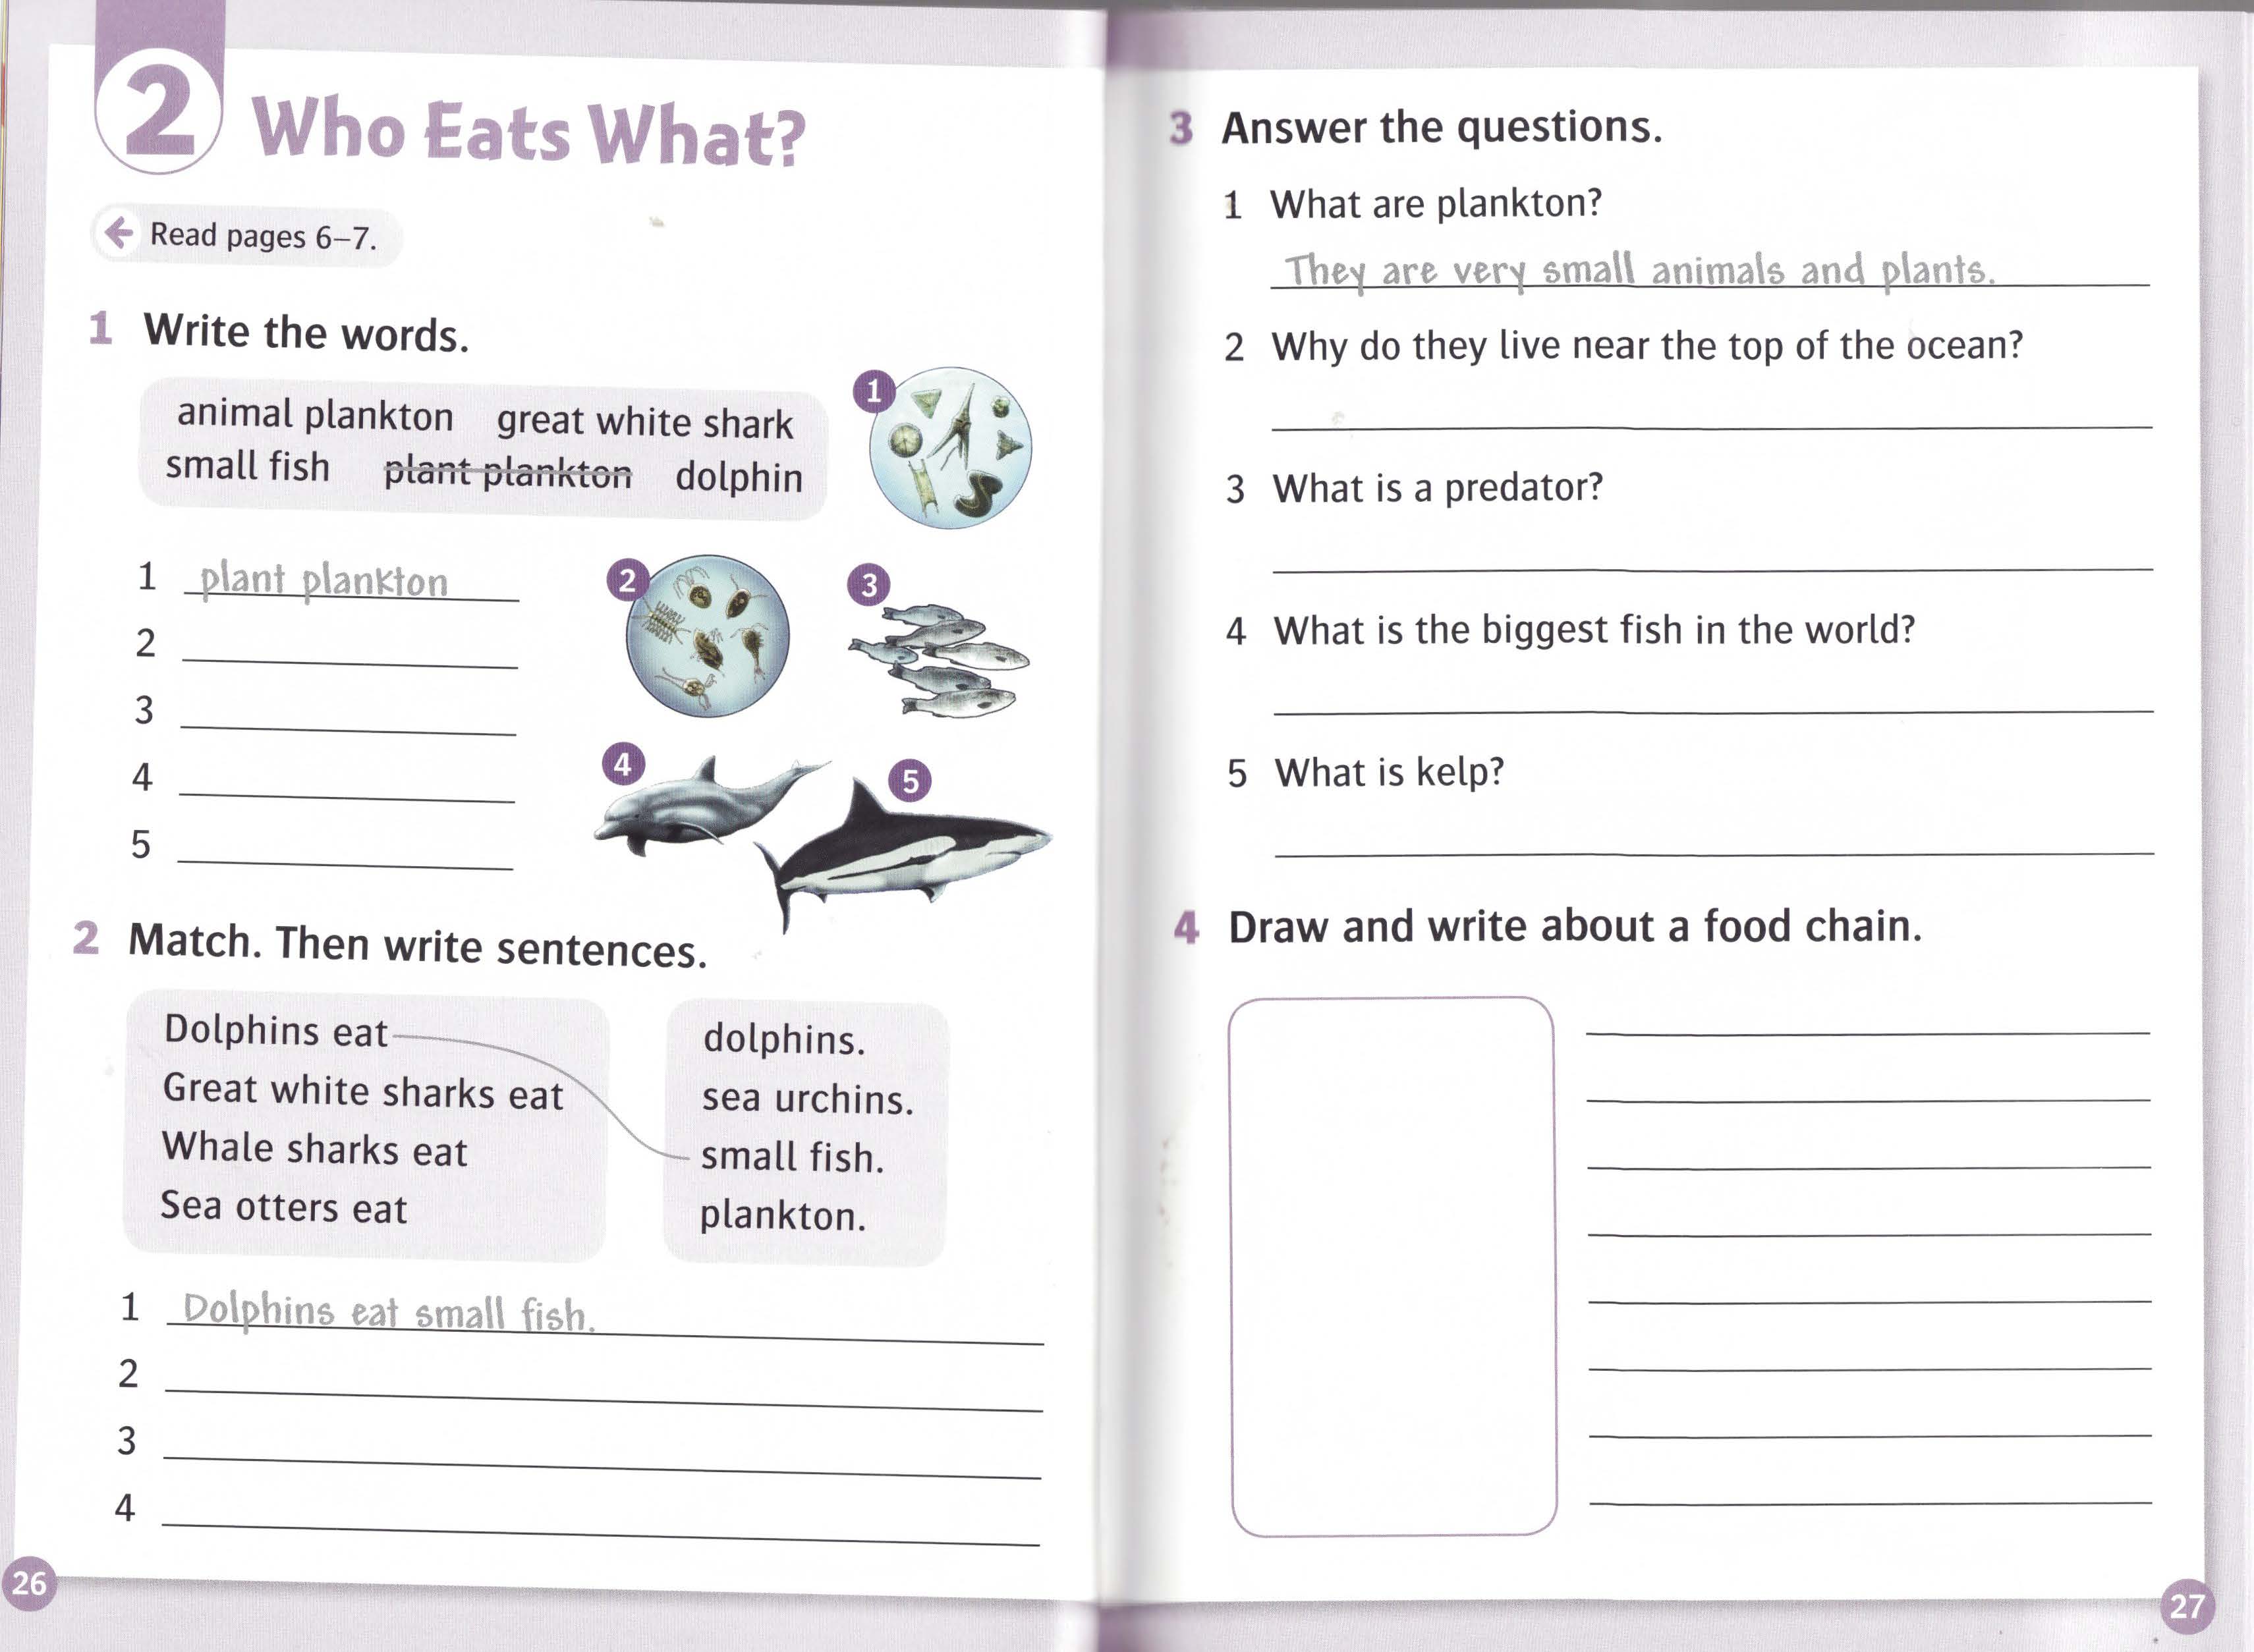 2 Who Eats What?
Read pages 6–7.
1 Write the words.
animal plankton great white shark
small fish plant plankton dolphin
1
1 plant plankton
2
3
4
5
2
3
4
5
2 Match. Then write sentences.
Dolphins eat
Great white sharks eat
Whale sharks eat
Sea otters eat
dolphins.
sea urchins.
small fish.
plankton.
1 Dolphins eat small fish.
2
3
4
26
3 Answer the questions.
1 What are plankton?
They are very small animals and plants.
2 Why do they live near the top of the ocean?
3 What is a predator?
4 What is the biggest fish in the world?
5 What is kelp?
4 Draw and write about a food chain.
27